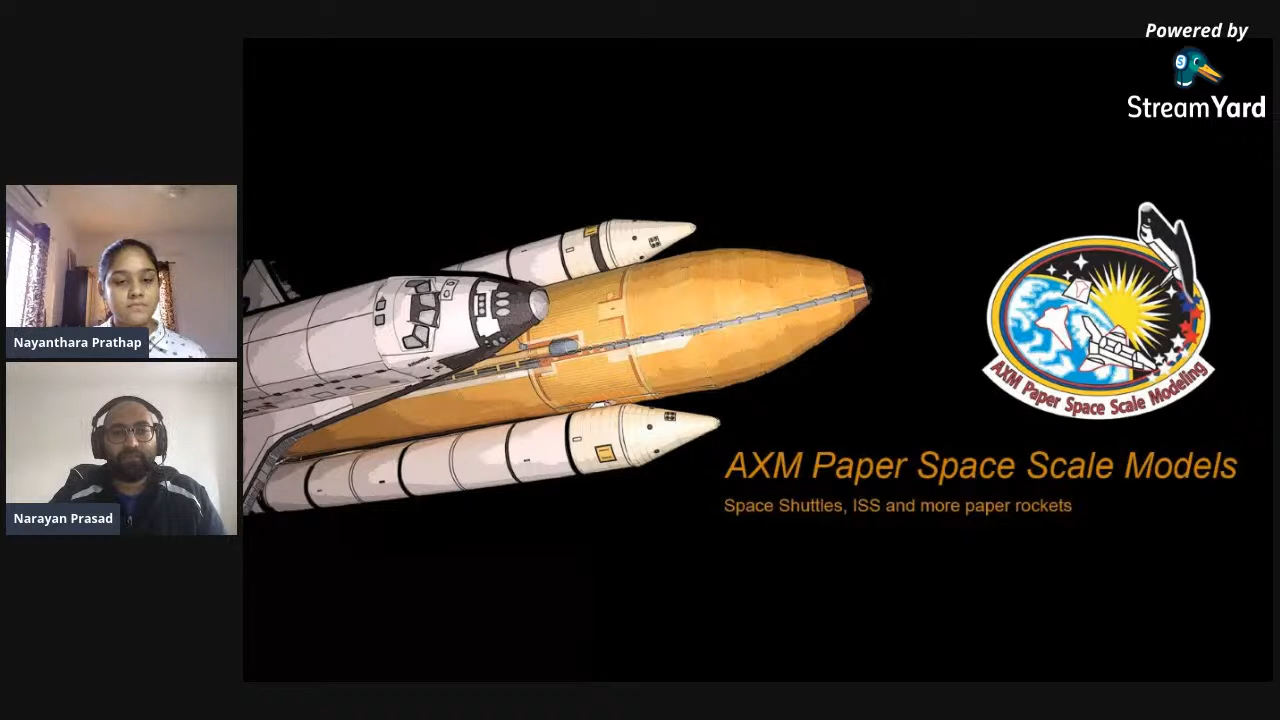 Powered by
StreamYard
Nayanthara Prathap
Narayan Prasad
AXM Paper Space Scale Modeling
AXM Paper Space Scale Models
Space Shuttles, ISS and more paper rockets